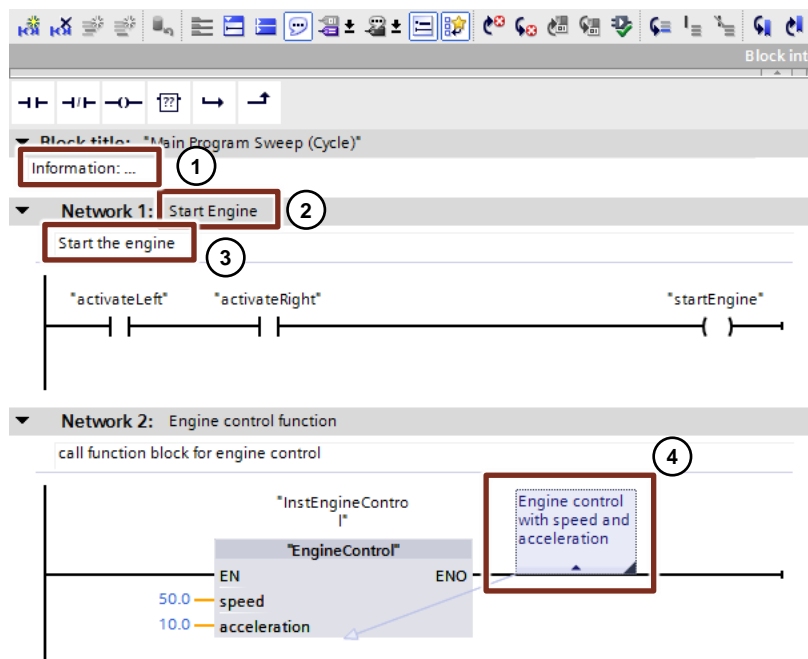 Block int
??
Block title: "Main Program Sweep (Cycle)"
Information: ...
1
Network 1: Start Engine
2
Start the engine
3
"activateLeft" "activateRight" "startEngine"
Network 2: Engine control function
call function block for engine control
4
"InstEngineContro
l"
Engine control
with speed and
acceleration
"EngineControl"
EN ENO
50.0 speed
10.0 acceleration